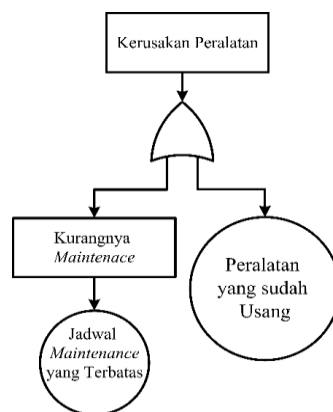 Kerusakan Peralatan
Kurangnya
Maintenace
Peralatan
yang sudah
Usang
Jadwal
Maintenance
yang Terbatas